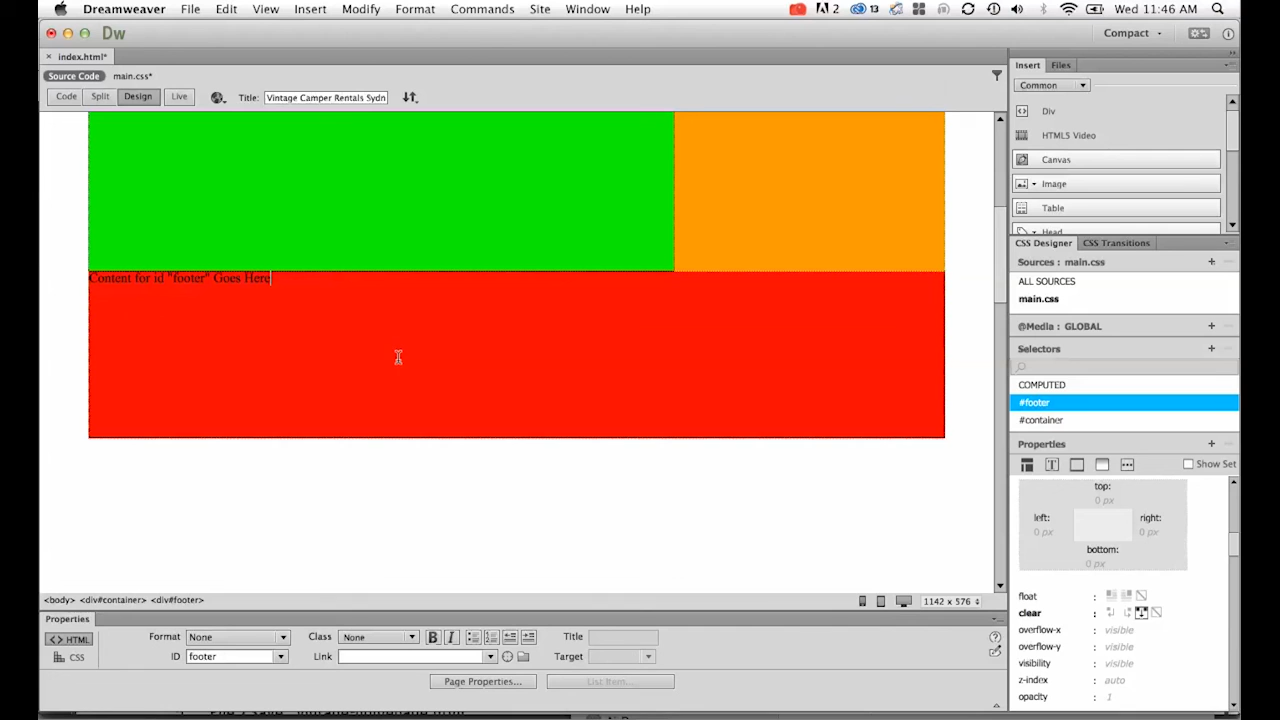 Dreamweaver File Edit View Insert Modify Format Commands Site Window Help 2 13 Wed 11:46 AM
Dw Compact
index.html*
Source Code main.css*
Code Split Design Live Title: Vintage Camper Rentals Sydn
Content for id "footer" Goes Here
<body> <div#container> <div#footer> 1142 x 576
Properties
<> HTML Format None Class None B I Title
CSS ID footer Link Target
Page Properties... List Item...
Insert Files
Common
Div
HTML5 Video
Canvas
Image
Table
Head
CSS Designer CSS Transitions
Sources : main.css
ALL SOURCES
main.css
@Media : GLOBAL
Selectors
COMPUTED
#footer
#container
Properties
T Show Set
top:
0 px
left: right:
0 px 0 px
bottom:
0 px
float :
clear :
overflow-x : visible
overflow-y : visible
visibility : visible
z-index : auto
opacity : 1